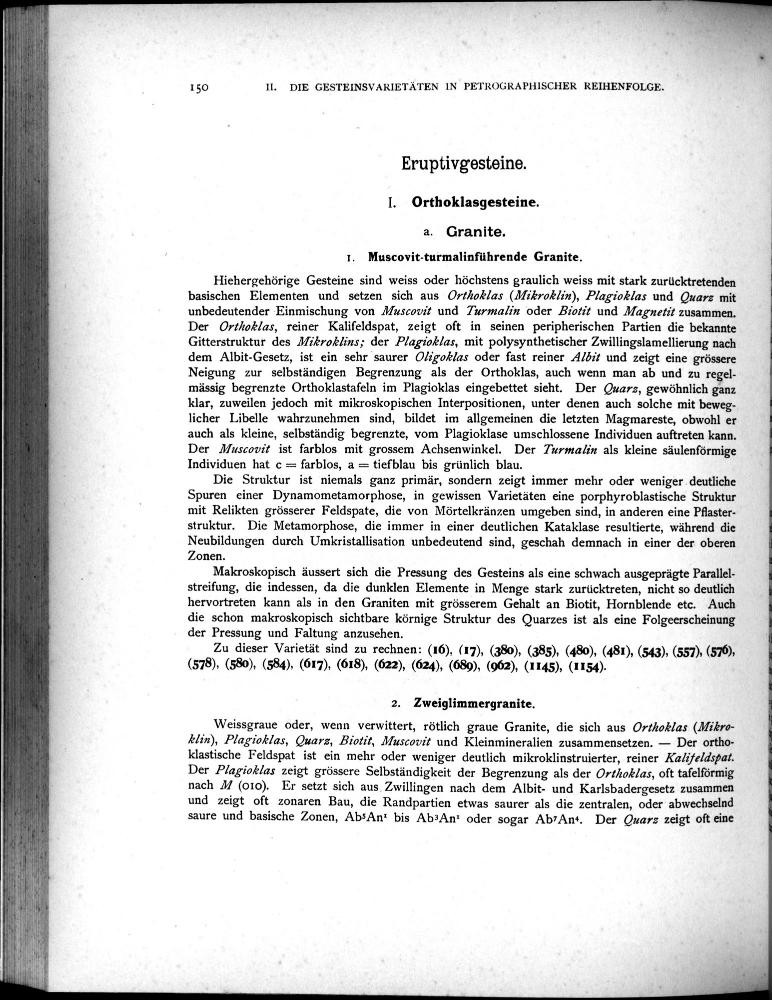 150 II. DIE GESTEINSVARIETÄTEN IN PETROGRAPHISCHER REIHENFOLGE.
Eruptivgesteine.
I. Orthoklasgesteine.
a. Granite.
1. Muscovit-turmalinführende Granite.
Hiehergehörige Gesteine sind weiss oder höchstens graulich weiss mit stark zurücktretenden
basischen Elementen und setzen sich aus Orthoklas (Mikroklin), Plagioklas und Quarz mit
unbedeutender Einmischung von Muscovit und Turmalin oder Biotit und Magnetit zusammen.
Der Orthoklas, reiner Kalifeldspat, zeigt oft in seinen peripherischen Partien die bekannte
Gitterstruktur des Mikroklins; der Plagioklas, mit polysynthetischer Zwillingslamellierung nach
dem Albit-Gesetz, ist ein sehr saurer Oligoklas oder fast reiner Albit und zeigt eine grössere
Neigung zur selbständigen Begrenzung als der Orthoklas, auch wenn man ab und zu regel-
mässig begrenzte Orthoklastafeln im Plagioklas eingebettet sieht. Der Quarz, gewöhnlich ganz
klar, zuweilen jedoch mit mikroskopischen Interpositionen, unter denen auch solche mit beweg-
licher Libelle wahrzunehmen sind, bildet im allgemeinen die letzten Magmareste, obwohl er
auch als kleine, selbständig begrenzte, vom Plagioklase umschlossene Individuen auftreten kann.
Der Muscovit ist farblos mit grossem Achsenwinkel. Der Turmalin als kleine säulenförmige
Individuen hat c = farblos, a = tiefblau bis grünlich blau.
Die Struktur ist niemals ganz primär, sondern zeigt immer mehr oder weniger deutliche
Spuren einer Dynamometamorphose, in gewissen Varietäten eine porphyroblastische Struktur
mit Relikten grösserer Feldspate, die von Mörtelkränzen umgeben sind, in anderen eine Pflaster-
struktur. Die Metamorphose, die immer in einer deutlichen Kataklase resultierte, während die
Neubildungen durch Umkristallisation unbedeutend sind, geschah demnach in einer der oberen
Zonen.
Makroskopisch äussert sich die Pressung des Gesteins als eine schwach ausgeprägte Parallel-
streifung, die indessen, da die dunklen Elemente in Menge stark zurücktreten, nicht so deutlich
hervortreten kann als in den Graniten mit grösserem Gehalt an Biotit, Hornblende etc. Auch
die schon makroskopisch sichtbare körnige Struktur des Quarzes ist als eine Folgeerscheinung
der Pressung und Faltung anzusehen.
Zu dieser Varietät sind zu rechnen: (16), (17), (380), (385), (480), (481), (543), (557), (576),
(578), (580), (584), (617), (618), (622), (624), (689), (962), (1145), (1154).
2. Zweiglimmergranite.
Weissgraue oder, wenn verwittert, rötlich graue Granite, die sich aus Orthoklas (Mikro-
klin), Plagioklas, Quarz, Biotit, Muscovit und Kleinmineralien zusammensetzen. — Der ortho-
klastische Feldspat ist ein mehr oder weniger deutlich mikroklinstruierter, reiner Kalifeldspat.
Der Plagioklas zeigt grössere Selbständigkeit der Begrenzung als der Orthoklas, oft tafelförmig
nach M (010). Er setzt sich aus Zwillingen nach dem Albit- und Karlsbadergesetz zusammen
und zeigt oft zonaren Bau, die Randpartien etwas saurer als die zentralen, oder abwechselnd
saure und basische Zonen, Ab⁵An¹ bis Ab³An¹ oder sogar Ab⁷An⁴. Der Quarz zeigt oft eine